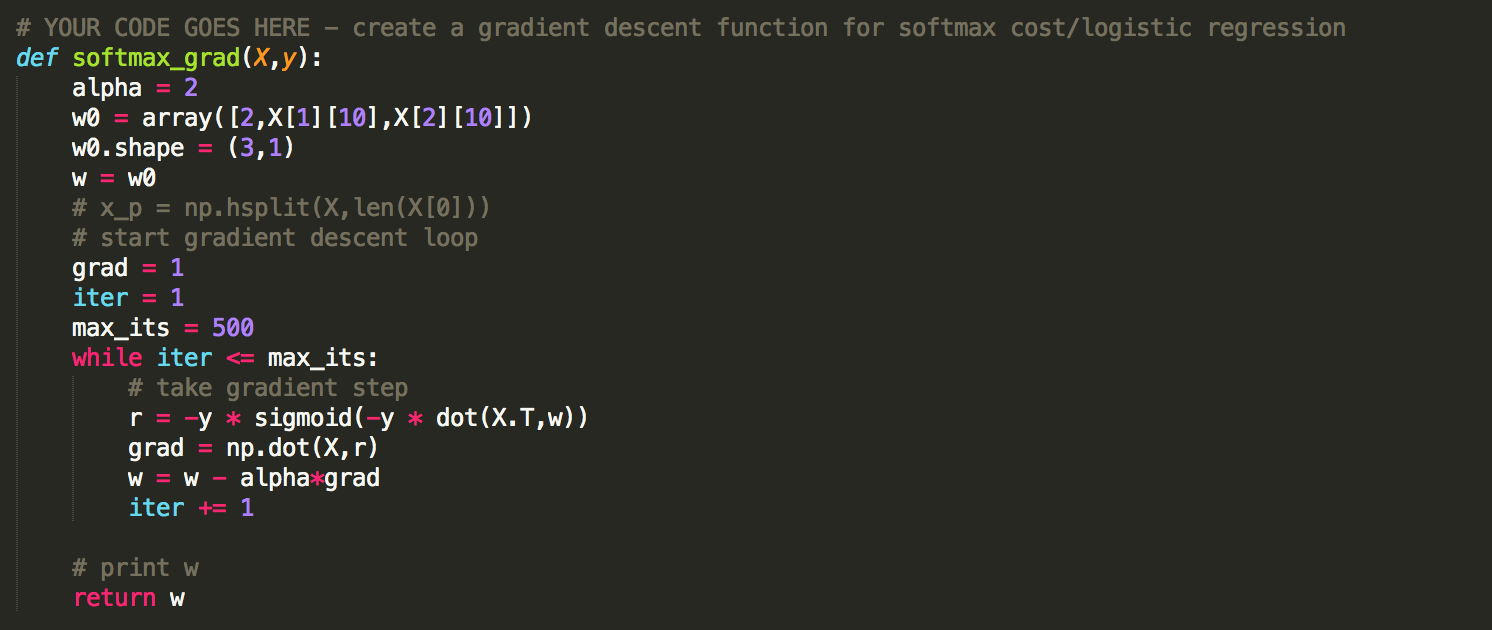 # YOUR CODE GOES HERE – create a gradient descent function for softmax cost/logistic regression
def softmax_grad(X,y):
    alpha = 2
    w0 = array([2,X[1][10],X[2][10]])
    w0.shape = (3,1)
    w = w0
    # x_p = np.hsplit(X,len(X[0]))
    # start gradient descent loop
    grad = 1
    iter = 1
    max_its = 500
    while iter <= max_its:
        # take gradient step
        r = -y * sigmoid(-y * dot(X.T,w))
        grad = np.dot(X,r)
        w = w - alpha*grad
        iter += 1
    # print w
    return w